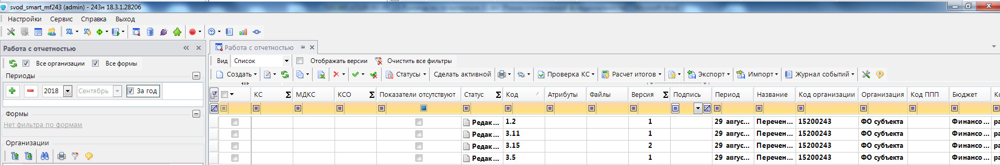 svod_smart_mf243 (admin) - 243н 18.3.1.28206
Настройки Сервис Справка Выход
Работа с отчетностью
Все организации Все формы
Периоды
2018 Сентябрь За год
Формы
Нет фильтра по формам
Организации
Работа с отчетностью
Вид Список Отображать версии Очистить все фильтры
Создать Статусы Сделать активной Проверка КС Расчет итогов Экспорт Импорт Журнал событий
КС Σ МДКС КСО Σ Показатели отсутствуют Статус Σ Код Атрибуты Файлы Версия Σ Подпись Период Название Код организации Организация Код ППП Бюджет
Редак... 1.2 1 29 авгус... Перечен... 15200243 ФО субъекта Финансо...
Редак... 3.11 1 29 авгус... Перечен... 15200243 ФО субъекта Финансо...
Редак... 3.15 2 29 авгус... Перечен... 15200243 ФО субъекта Финансо...
Редак... 3.5 1 29 авгус... Перечен... 15200243 ФО субъекта Финансо...